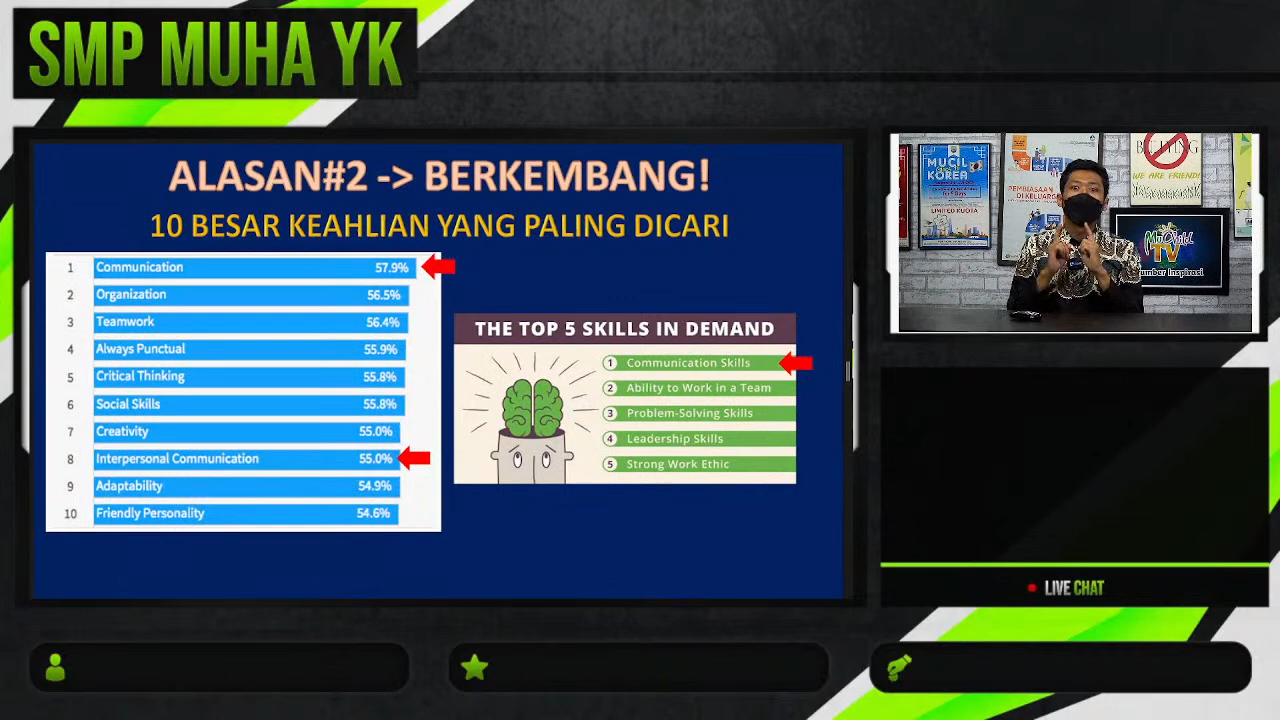 SMP MUHA YK
ALASAN#2 -> BERKEMBANG!
10 BESAR KEAHLIAN YANG PALING DICARI
1 Communication 57.9%
2 Organization 56.5%
3 Teamwork 56.4%
4 Always Punctual 55.9%
5 Critical Thinking 55.8%
6 Social Skills 55.8%
7 Creativity 55.0%
8 Interpersonal Communication 55.0%
9 Adaptability 54.9%
10 Friendly Personality 54.6%
THE TOP 5 SKILLS IN DEMAND
1 Communication Skills
2 Ability to Work in a Team
3 Problem-Solving Skills
4 Leadership Skills
5 Strong Work Ethic
MUCIL
KOREA
LIMITED KUOTA
PEMBIASAAN
WE ARE FRIEND!
TV
LIVE CHAT